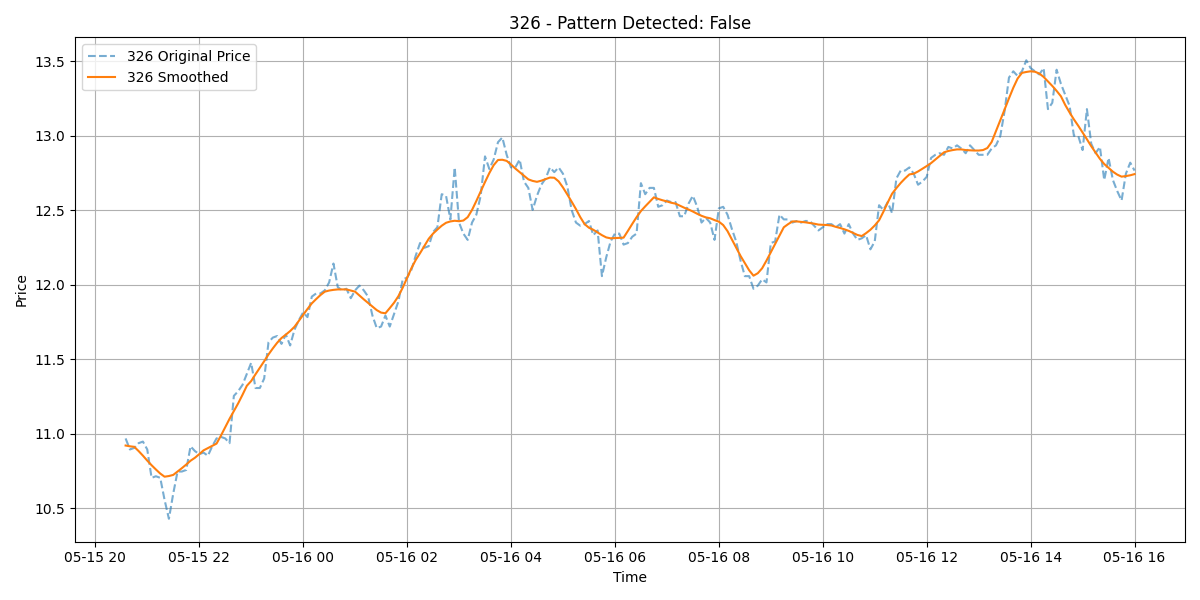 326 - Pattern Detected: False
326 Original Price
326 Smoothed
13.5
13.0
12.5
12.0
11.5
11.0
10.5
Price
05-15 20 05-15 22 05-16 00 05-16 02 05-16 04 05-16 06 05-16 08 05-16 10 05-16 12 05-16 14 05-16 16
Time